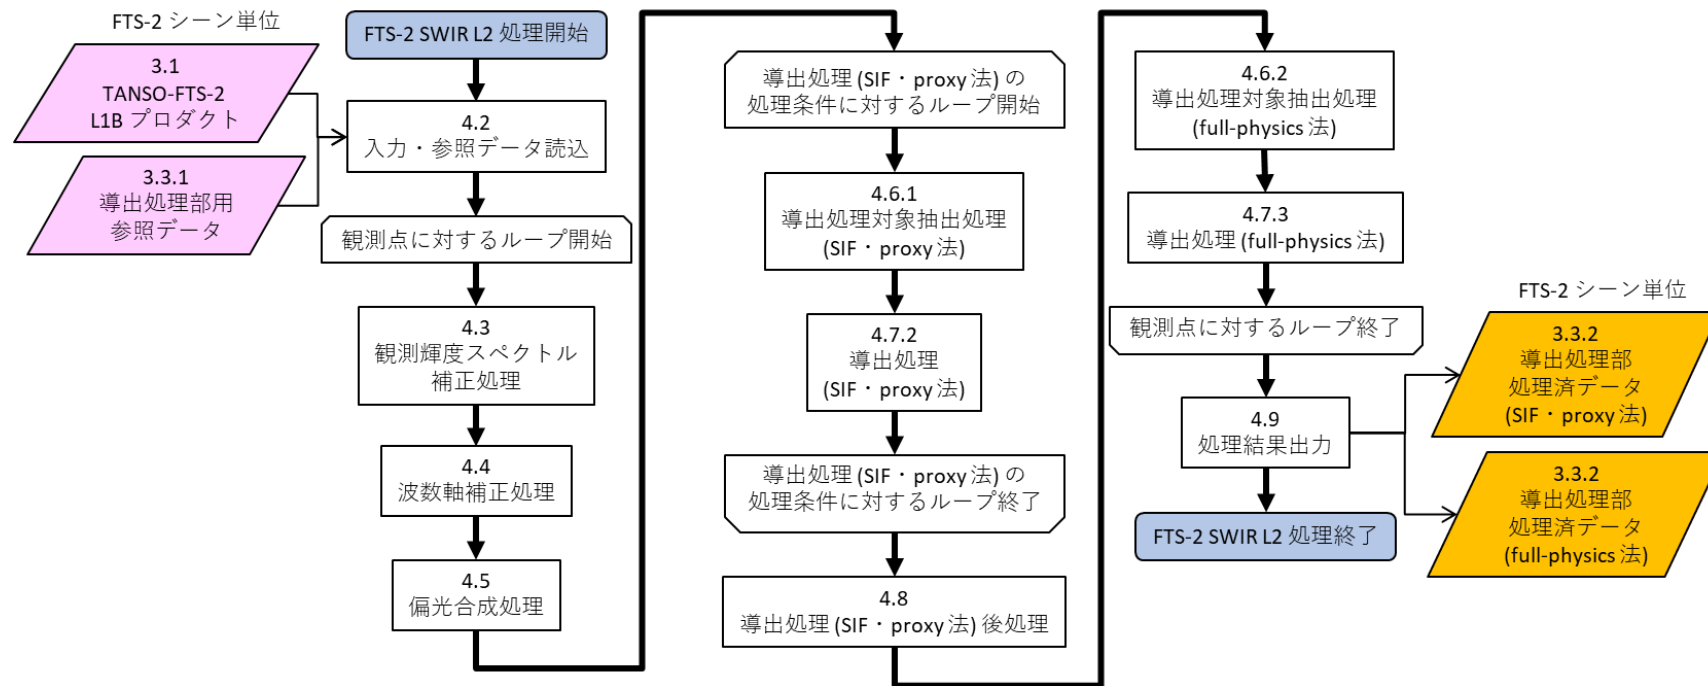 FTS-2 シーン単位
3.1
TANSO-FTS-2
L1B プロダクト
3.3.1
導出処理部用
参照データ
FTS-2 SWIR L2 処理開始
4.2
入力・参照データ読込
観測点に対するループ開始
4.3
観測輝度スペクトル
補正処理
4.4
波数軸補正処理
4.5
偏光合成処理
導出処理 (SIF・proxy 法) の
処理条件に対するループ開始
4.6.1
導出処理対象抽出処理
(SIF・proxy 法)
4.7.2
導出処理
(SIF・proxy 法)
導出処理 (SIF・proxy 法) の
処理条件に対するループ終了
4.8
導出処理 (SIF・proxy 法) 後処理
4.6.2
導出処理対象抽出処理
(full-physics 法)
4.7.3
導出処理 (full-physics 法)
観測点に対するループ終了
4.9
処理結果出力
FTS-2 SWIR L2 処理終了
FTS-2 シーン単位
3.3.2
導出処理部
処理済データ
(SIF・proxy 法)
3.3.2
導出処理部
処理済データ
(full-physics 法)